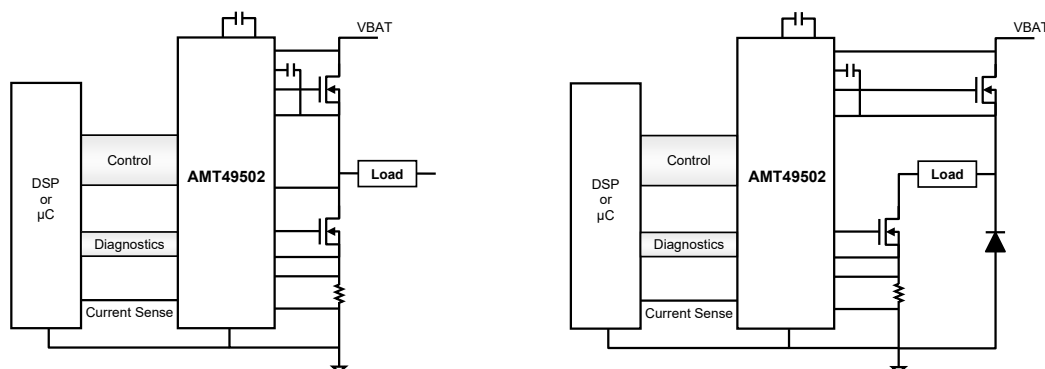 VBAT
Control
AMT49502
DSP
or
µC
Load
Diagnostics
Current Sense
VBAT
Control
AMT49502
DSP
or
µC
Load
Diagnostics
Current Sense